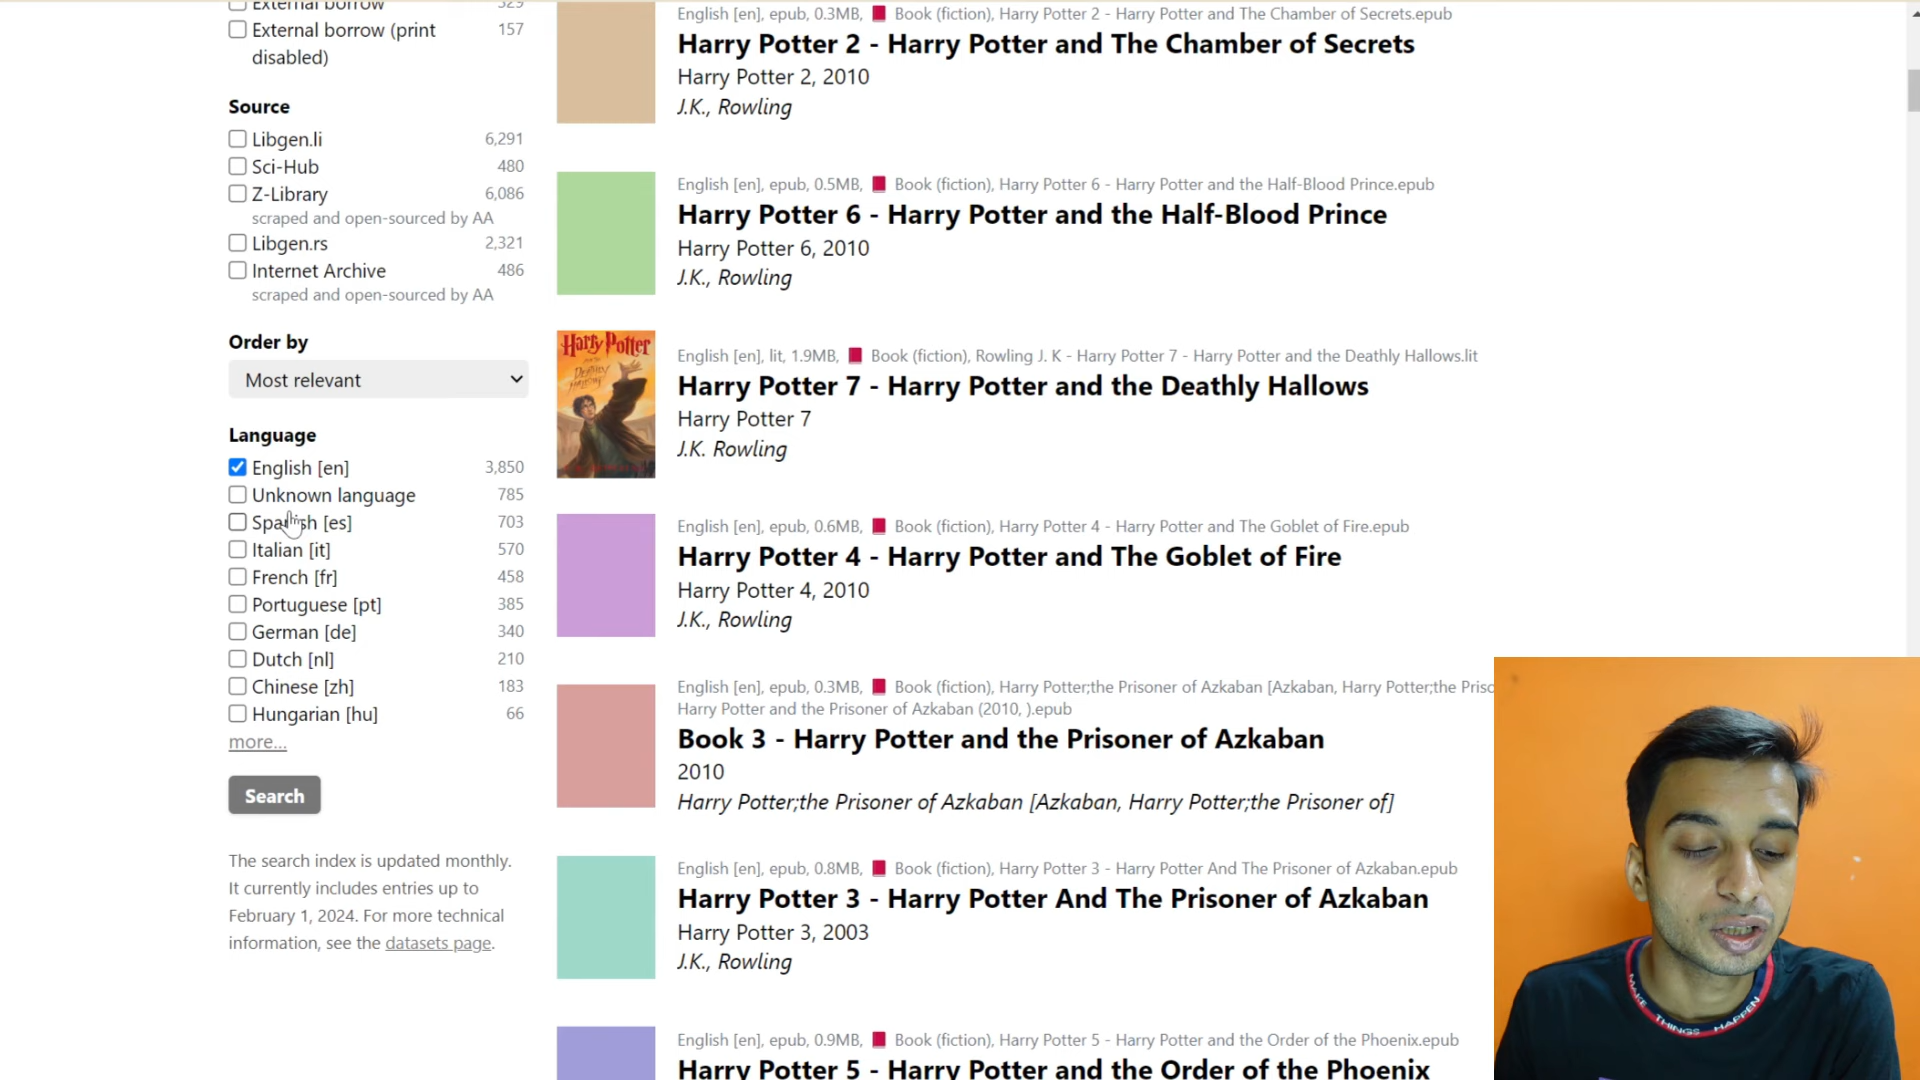 External borrow 329
External borrow (print 157
disabled)
Source
Libgen.li 6,291
Sci-Hub 480
Z-Library 6,086
scraped and open-sourced by AA
Libgen.rs 2,321
Internet Archive 486
scraped and open-sourced by AA
Order by
Most relevant
Language
English [en] 3,850
Unknown language 785
Spanish [es] 703
Italian [it] 570
French [fr] 458
Portuguese [pt] 385
German [de] 340
Dutch [nl] 210
Chinese [zh] 183
Hungarian [hu] 66
more...
Search
The search index is updated monthly.
It currently includes entries up to
February 1, 2024. For more technical
information, see the datasets page.
English [en], epub, 0.3MB, Book (fiction), Harry Potter 2 - Harry Potter and The Chamber of Secrets.epub
Harry Potter 2 - Harry Potter and The Chamber of Secrets
Harry Potter 2, 2010
J.K., Rowling
English [en], epub, 0.5MB, Book (fiction), Harry Potter 6 - Harry Potter and the Half-Blood Prince.epub
Harry Potter 6 - Harry Potter and the Half-Blood Prince
Harry Potter 6, 2010
J.K., Rowling
Harry Potter
Deathly
Hallows
English [en], lit, 1.9MB, Book (fiction), Rowling J. K - Harry Potter 7 - Harry Potter and the Deathly Hallows.lit
Harry Potter 7 - Harry Potter and the Deathly Hallows
Harry Potter 7
J.K. Rowling
English [en], epub, 0.6MB, Book (fiction), Harry Potter 4 - Harry Potter and The Goblet of Fire.epub
Harry Potter 4 - Harry Potter and The Goblet of Fire
Harry Potter 4, 2010
J.K., Rowling
English [en], epub, 0.3MB, Book (fiction), Harry Potter;the Prisoner of Azkaban [Azkaban, Harry Potter;the Priso
Harry Potter and the Prisoner of Azkaban (2010, ).epub
Book 3 - Harry Potter and the Prisoner of Azkaban
2010
Harry Potter;the Prisoner of Azkaban [Azkaban, Harry Potter;the Prisoner of]
English [en], epub, 0.8MB, Book (fiction), Harry Potter 3 - Harry Potter And The Prisoner of Azkaban.epub
Harry Potter 3 - Harry Potter And The Prisoner of Azkaban
Harry Potter 3, 2003
J.K., Rowling
English [en], epub, 0.9MB, Book (fiction), Harry Potter 5 - Harry Potter and the Order of the Phoenix.epub
Harry Potter 5 - Harry Potter and the Order of the Phoenix
MAKE THINGS HAPPEN